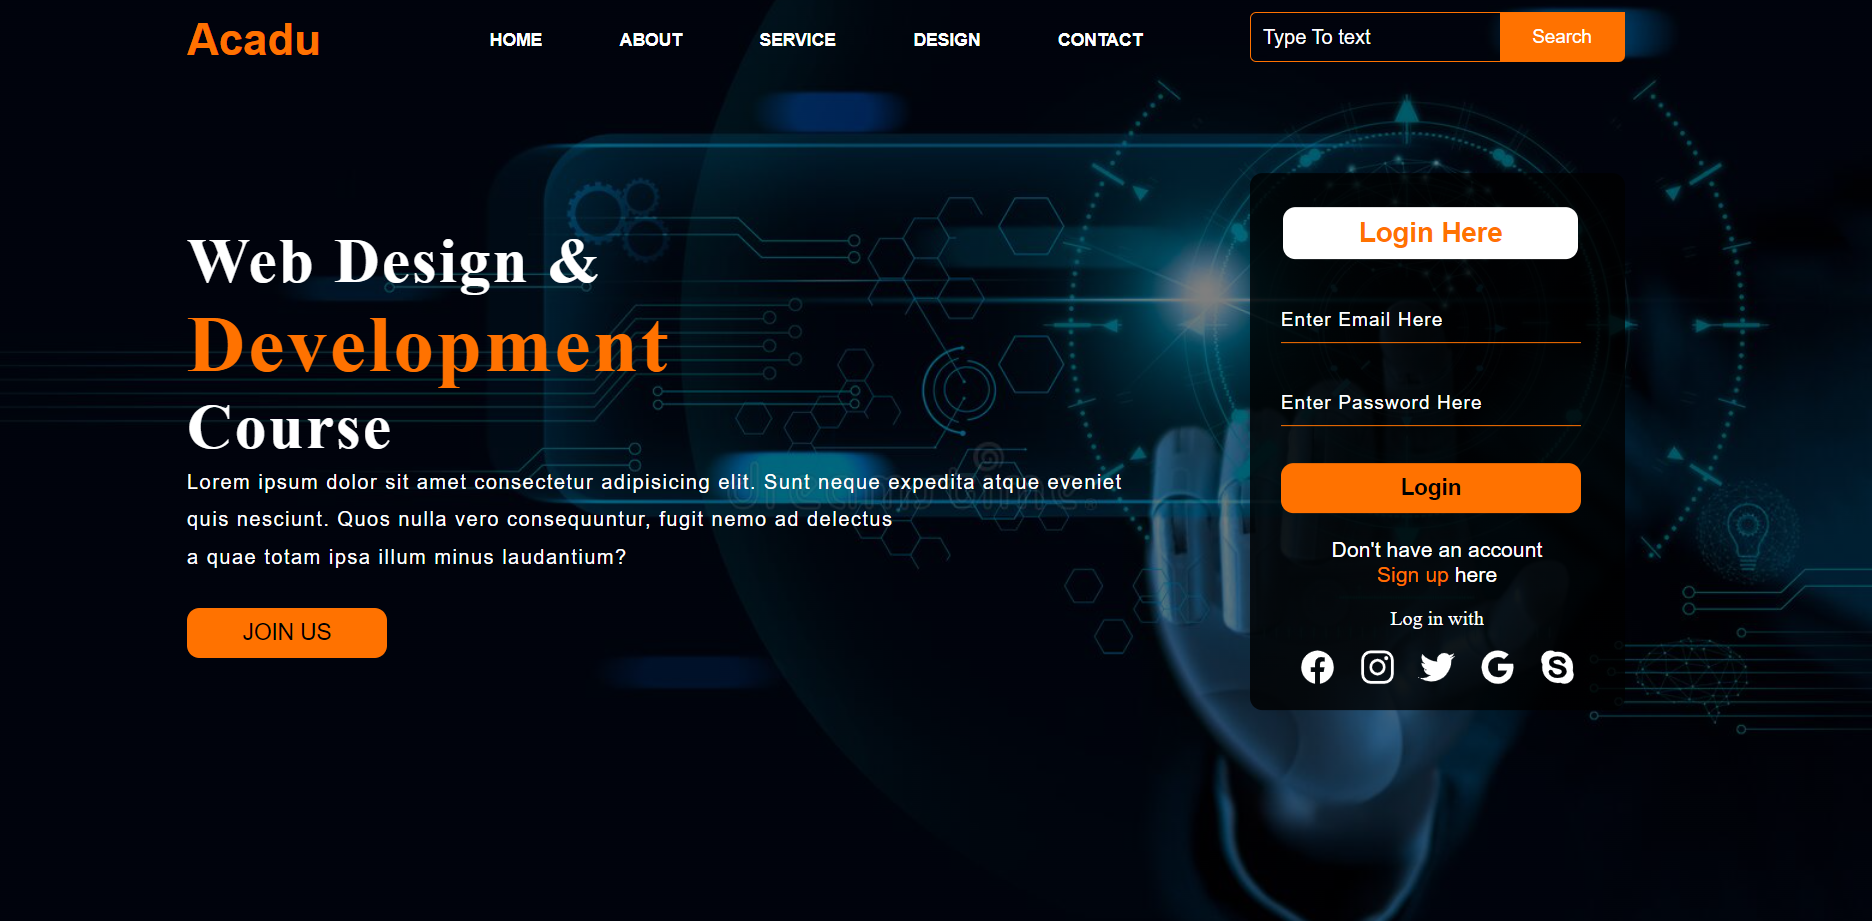 Acadu
HOME ABOUT SERVICE DESIGN CONTACT
Type To text Search
Web Design &
Development
Course
Lorem ipsum dolor sit amet consectetur adipisicing elit. Sunt neque expedita atque eveniet
quis nesciunt. Quos nulla vero consequuntur, fugit nemo ad delectus
a quae totam ipsa illum minus laudantium?
JOIN US
Login Here
Enter Email Here
Enter Password Here
Login
Don't have an account
Sign up here
Log in with